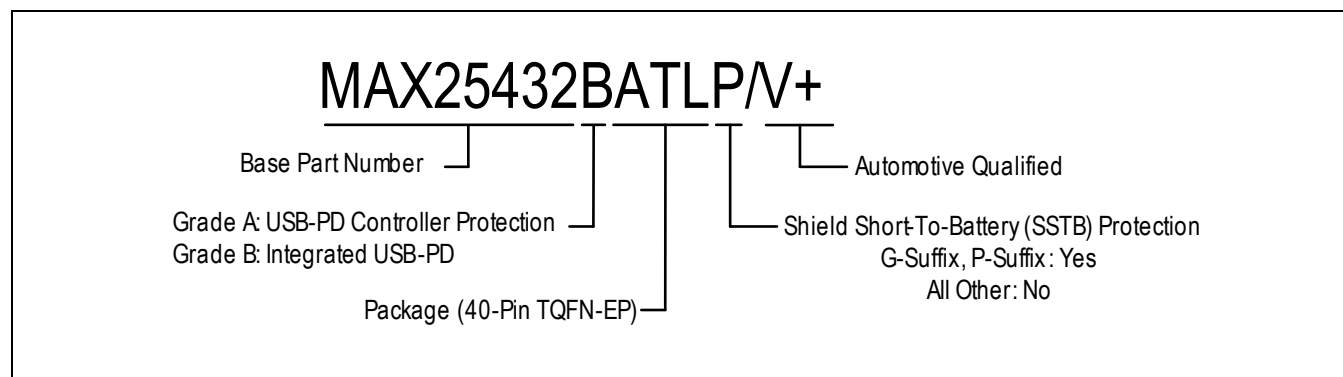 MAX25432BATLP/V+
Base Part Number
Automotive Qualified
Grade A: USB-PD Controller Protection
Grade B: Integrated USB-PD
Shield Short-To-Battery (SSTB) Protection
G-Suffix, P-Suffix: Yes
All Other: No
Package (40-Pin TQFN-EP)